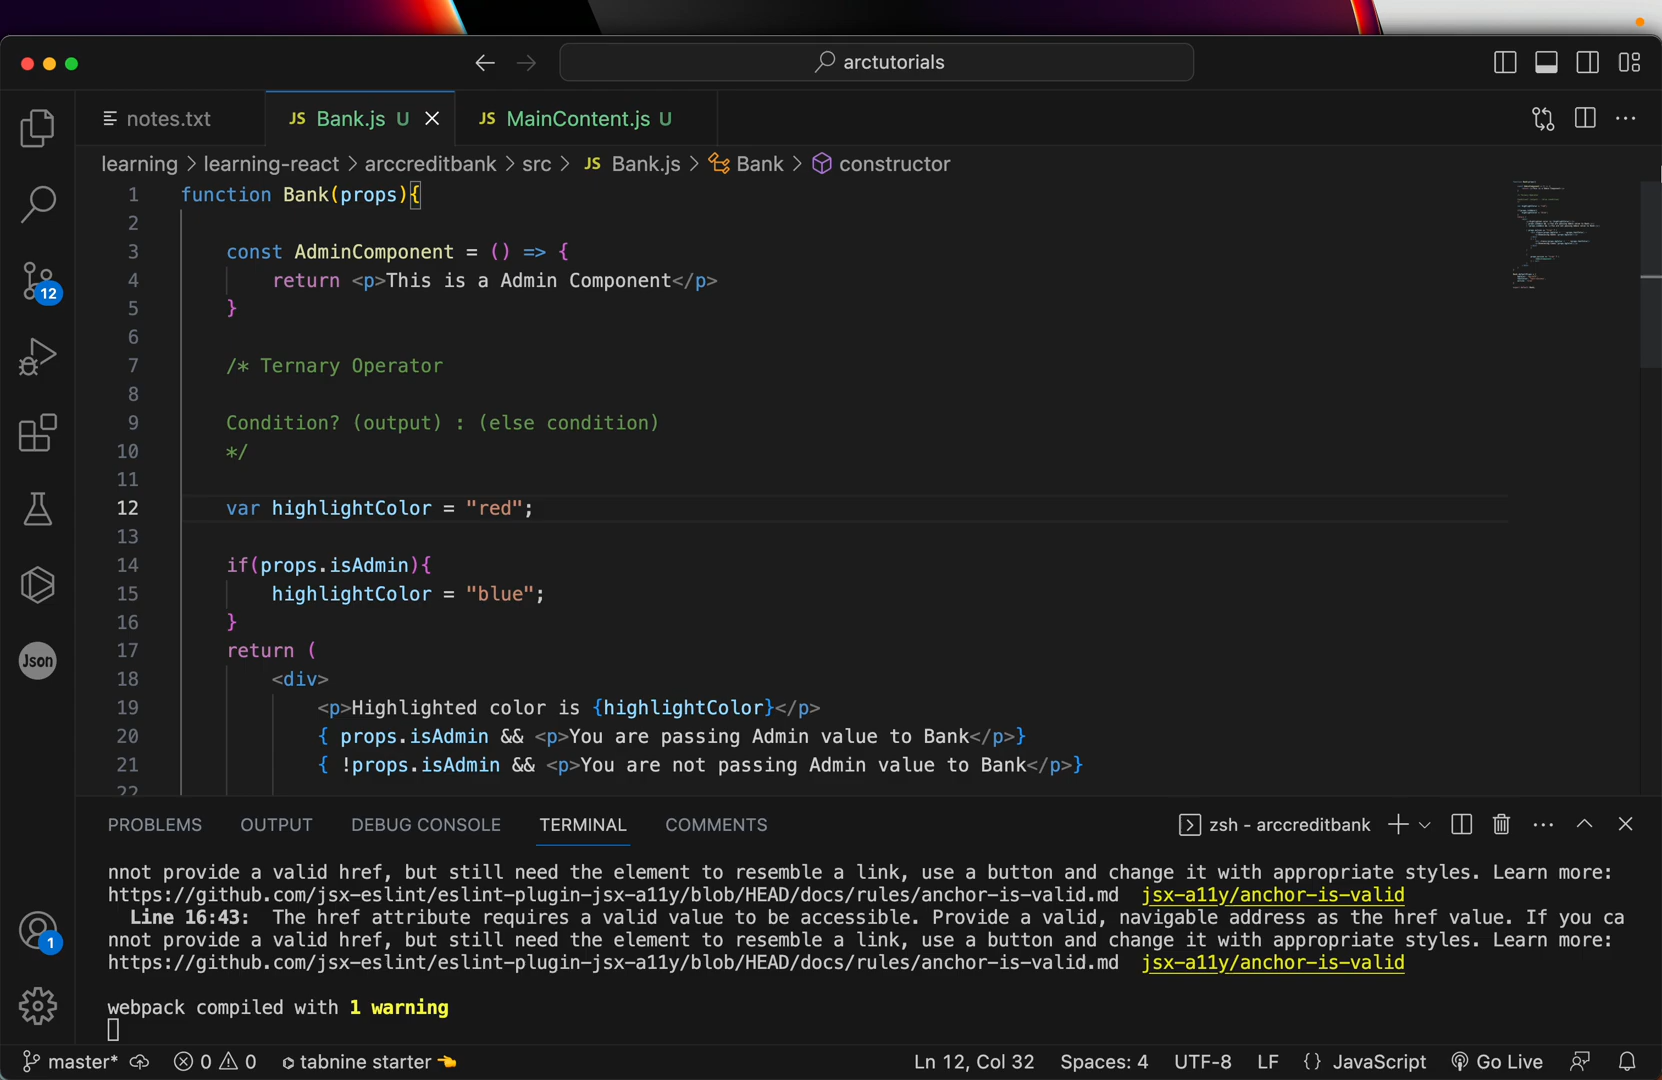 arctutorials
notes.txt
JS Bank.js U
JS MainContent.js U
learning > learning-react > arccreditbank > src > JS Bank.js > Bank > constructor
1 function Bank(props){
2
3 const AdminComponent = () => {
4 return <p>This is a Admin Component</p>
5 }
6
7 /* Ternary Operator
8
9 Condition? (output) : (else condition)
10 */
11
12 var highlightColor = "red";
13
14 if(props.isAdmin){
15 highlightColor = "blue";
16 }
17 return (
18 <div>
19 <p>Highlighted color is {highlightColor}</p>
20 { props.isAdmin && <p>You are passing Admin value to Bank</p>}
21 { !props.isAdmin && <p>You are not passing Admin value to Bank</p>}
22
12
Json
1
PROBLEMS OUTPUT DEBUG CONSOLE TERMINAL COMMENTS
zsh - arccreditbank
nnot provide a valid href, but still need the element to resemble a link, use a button and change it with appropriate styles. Learn more:
https://github.com/jsx-eslint/eslint-plugin-jsx-a11y/blob/HEAD/docs/rules/anchor-is-valid.md jsx-a11y/anchor-is-valid
Line 16:43: The href attribute requires a valid value to be accessible. Provide a valid, navigable address as the href value. If you ca
nnot provide a valid href, but still need the element to resemble a link, use a button and change it with appropriate styles. Learn more:
https://github.com/jsx-eslint/eslint-plugin-jsx-a11y/blob/HEAD/docs/rules/anchor-is-valid.md jsx-a11y/anchor-is-valid
webpack compiled with 1 warning
master* 0 0 tabnine starter Ln 12, Col 32 Spaces: 4 UTF-8 LF {} JavaScript Go Live